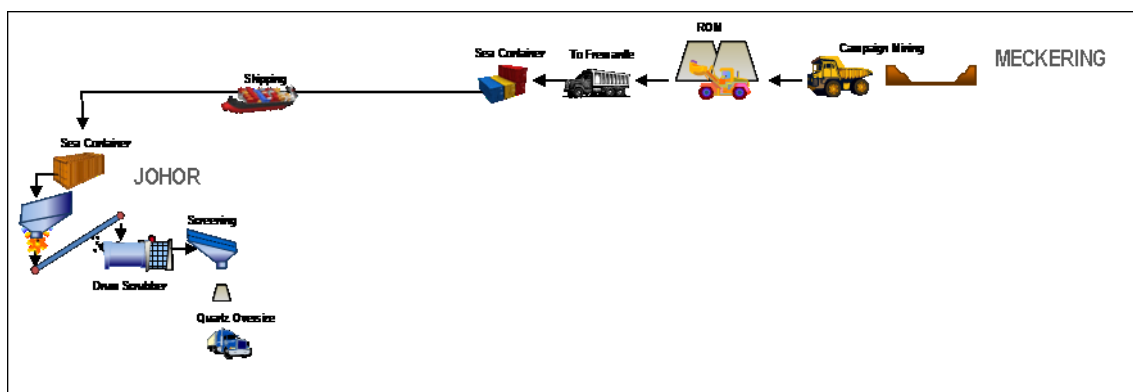 ROM
Sea Container
To Fremantle
Campaign Mining
MECKERING
Shipping
Sea Container
JOHOR
Screening
Drum Scrubber
Quartz Oversize